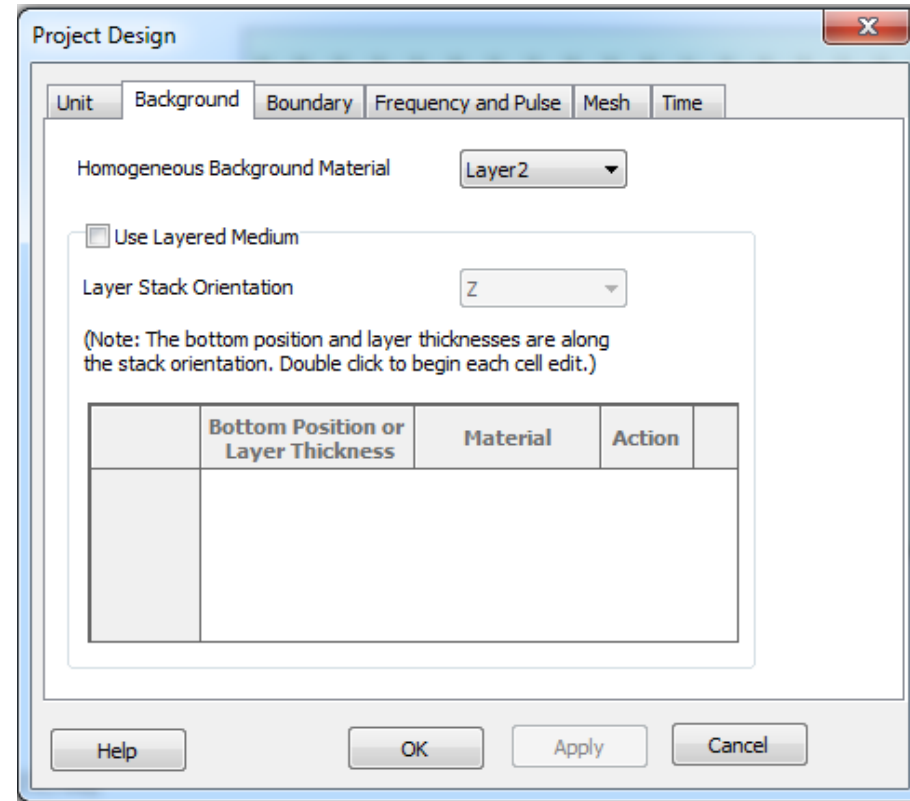 Project Design
x
Unit Background Boundary Frequency and Pulse Mesh Time
Homogeneous Background Material Layer2
Use Layered Medium
Layer Stack Orientation Z
(Note: The bottom position and layer thicknesses are along
the stack orientation. Double click to begin each cell edit.)
Bottom Position or
Layer Thickness Material Action
Help OK Apply Cancel